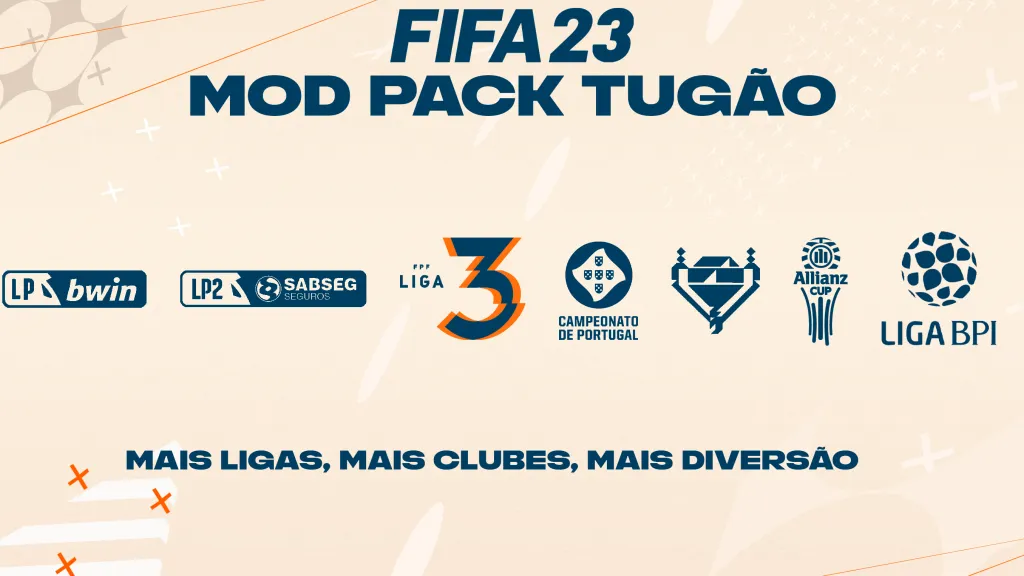 FIFA 23
MOD PACK TUGÃO
LP bwin
LP2 SABSEG
SEGUROS
FPF
LIGA 3
CAMPEONATO
DE PORTUGAL
Allianz
CUP
LIGA BPI
MAIS LIGAS, MAIS CLUBES, MAIS DIVERSÃO